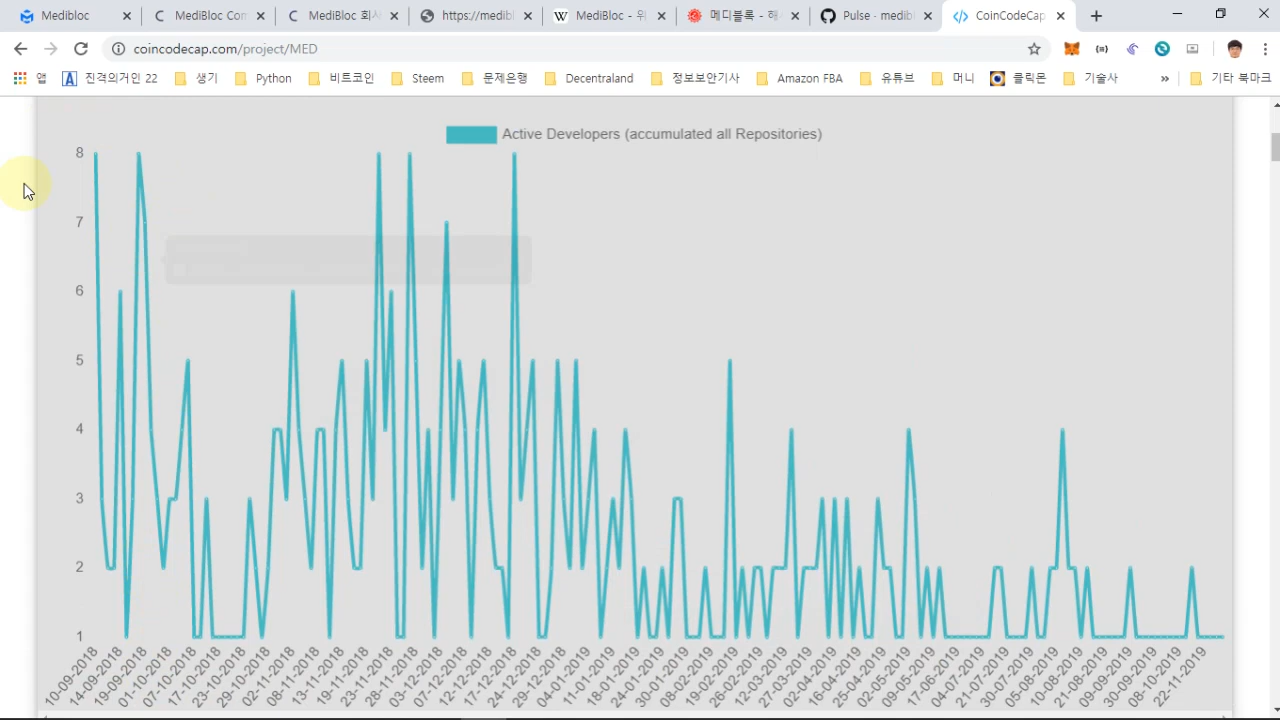 Medibloc
MediBloc Com
MediBloc 회사
https://medibl
MediBloc - 위
메디블록 - 해시
Pulse · medibl
CoinCodeCap
coincodecap.com/project/MED
앱
진격의거인 22
생기
Python
비트코인
Steem
문제은행
Decentraland
정보보안기사
Amazon FBA
유튜브
머니
클릭몬
기술사
»
기타 북마크
Active Developers (accumulated all Repositories)
8
7
6
5
4
3
2
1
10-09-2018
14-09-2018
19-09-2018
01-10-2018
07-10-2018
17-10-2018
23-10-2018
29-10-2018
02-11-2018
08-11-2018
13-11-2018
19-11-2018
23-11-2018
28-11-2018
03-12-2018
07-12-2018
12-12-2018
17-12-2018
24-12-2018
28-12-2018
04-01-2019
11-01-2019
18-01-2019
24-01-2019
30-01-2019
08-02-2019
19-02-2019
26-02-2019
12-03-2019
27-03-2019
02-04-2019
16-04-2019
25-04-2019
02-05-2019
09-05-2019
17-06-2019
04-07-2019
21-07-2019
30-07-2019
05-08-2019
10-08-2019
21-08-2019
09-09-2019
30-09-2019
08-10-2019
22-11-2019